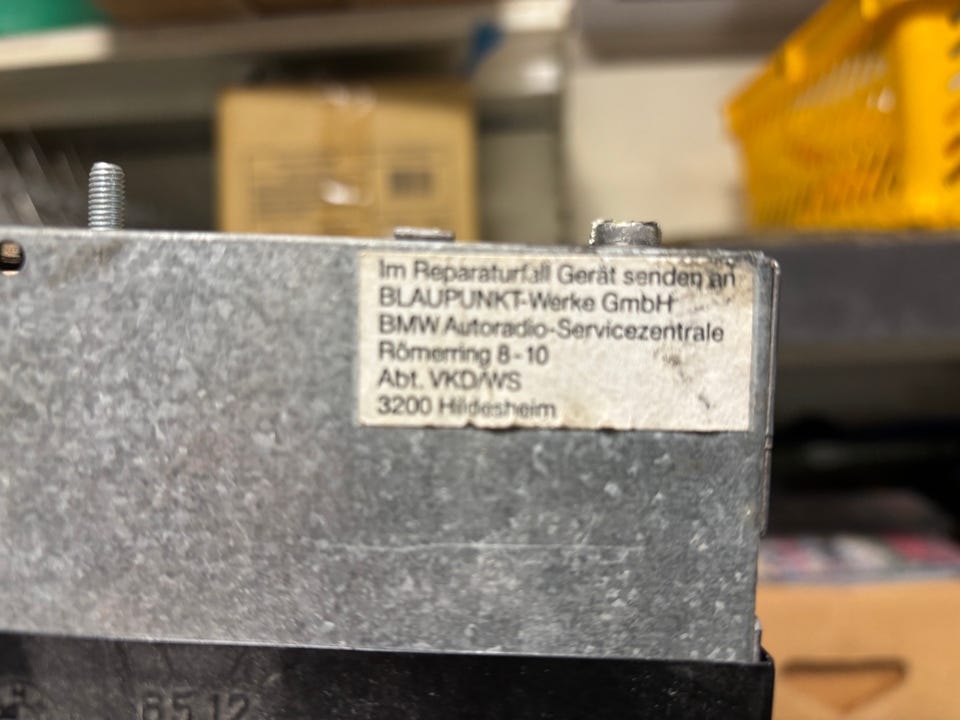 Im Reparaturfall Gerät senden an
BLAUPUNKT-Werke GmbH
BMW Autoradio-Servicezentrale
Römerring 8-10
Abt. VKD/WS
3200 Hildesheim
6512